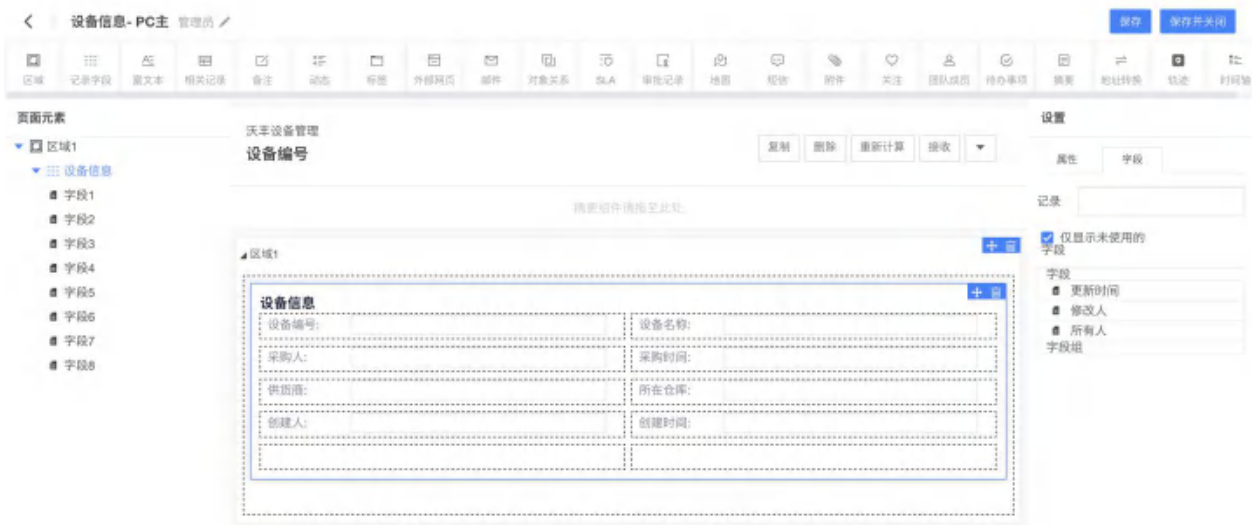 设备信息- PC主 管理员
保存 保存并关闭
区域 记录字段 富文本 相关记录 备注 动态 标签 外部网页 邮件 对象关系 SLA 审批记录 地图 短信 附件 关注 团队成员 待办事项 摘要 地址转换 轨迹 时间轴
页面元素
区域1
设备信息
字段1
字段2
字段3
字段4
字段5
字段6
字段7
字段8
沃丰设备管理
设备编号
复制 删除 重新计算 接收
摘要组件请拖至此处
区域1
设备信息
设备编号: 设备名称:
采购人: 采购时间:
供货商: 所在仓库:
创建人: 创建时间:
设置
属性 字段
记录
仅显示未使用的
字段
字段
更新时间
修改人
所有人
字段组